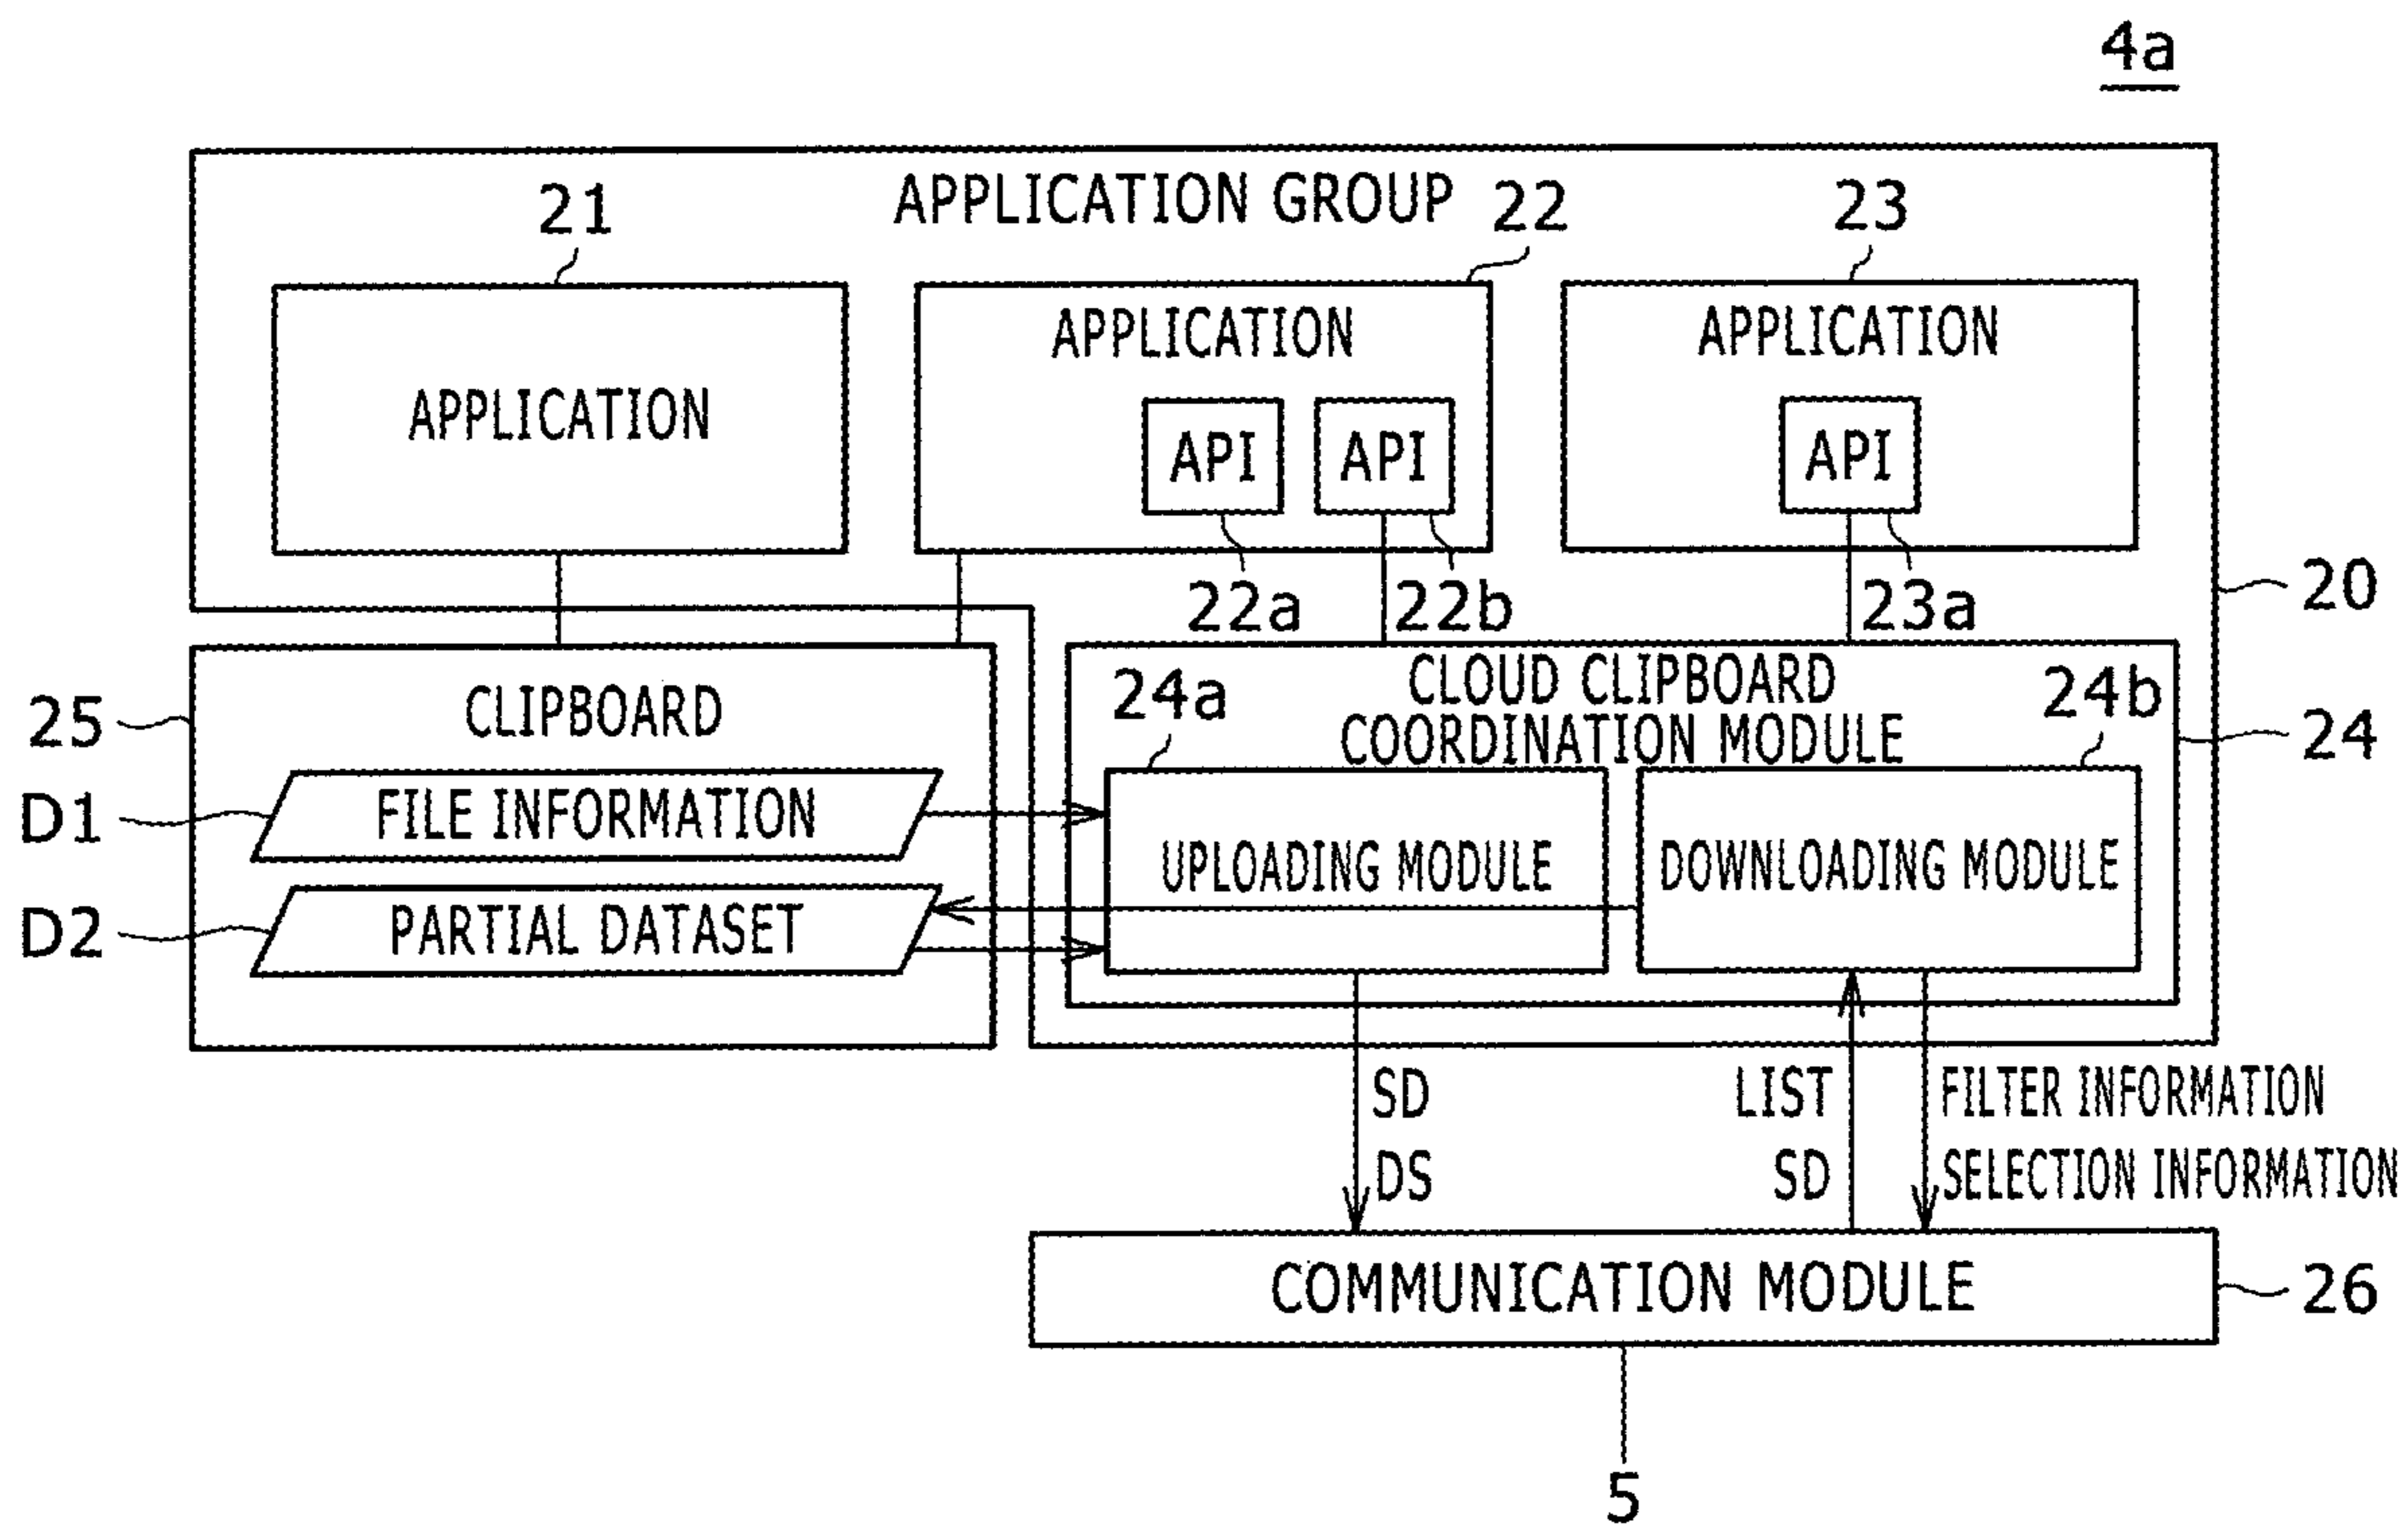 4a
APPLICATION GROUP
21
22
23
APPLICATION
APPLICATION
APPLICATION
API
API
API
22a
22b
23a
20
25
CLIPBOARD
24a
CLOUD CLIPBOARD
COORDINATION MODULE
24b
24
D1
FILE INFORMATION
UPLOADING MODULE
DOWNLOADING MODULE
D2
PARTIAL DATASET
SD
DS
LIST
SD
FILTER INFORMATION
SELECTION INFORMATION
COMMUNICATION MODULE
26
5